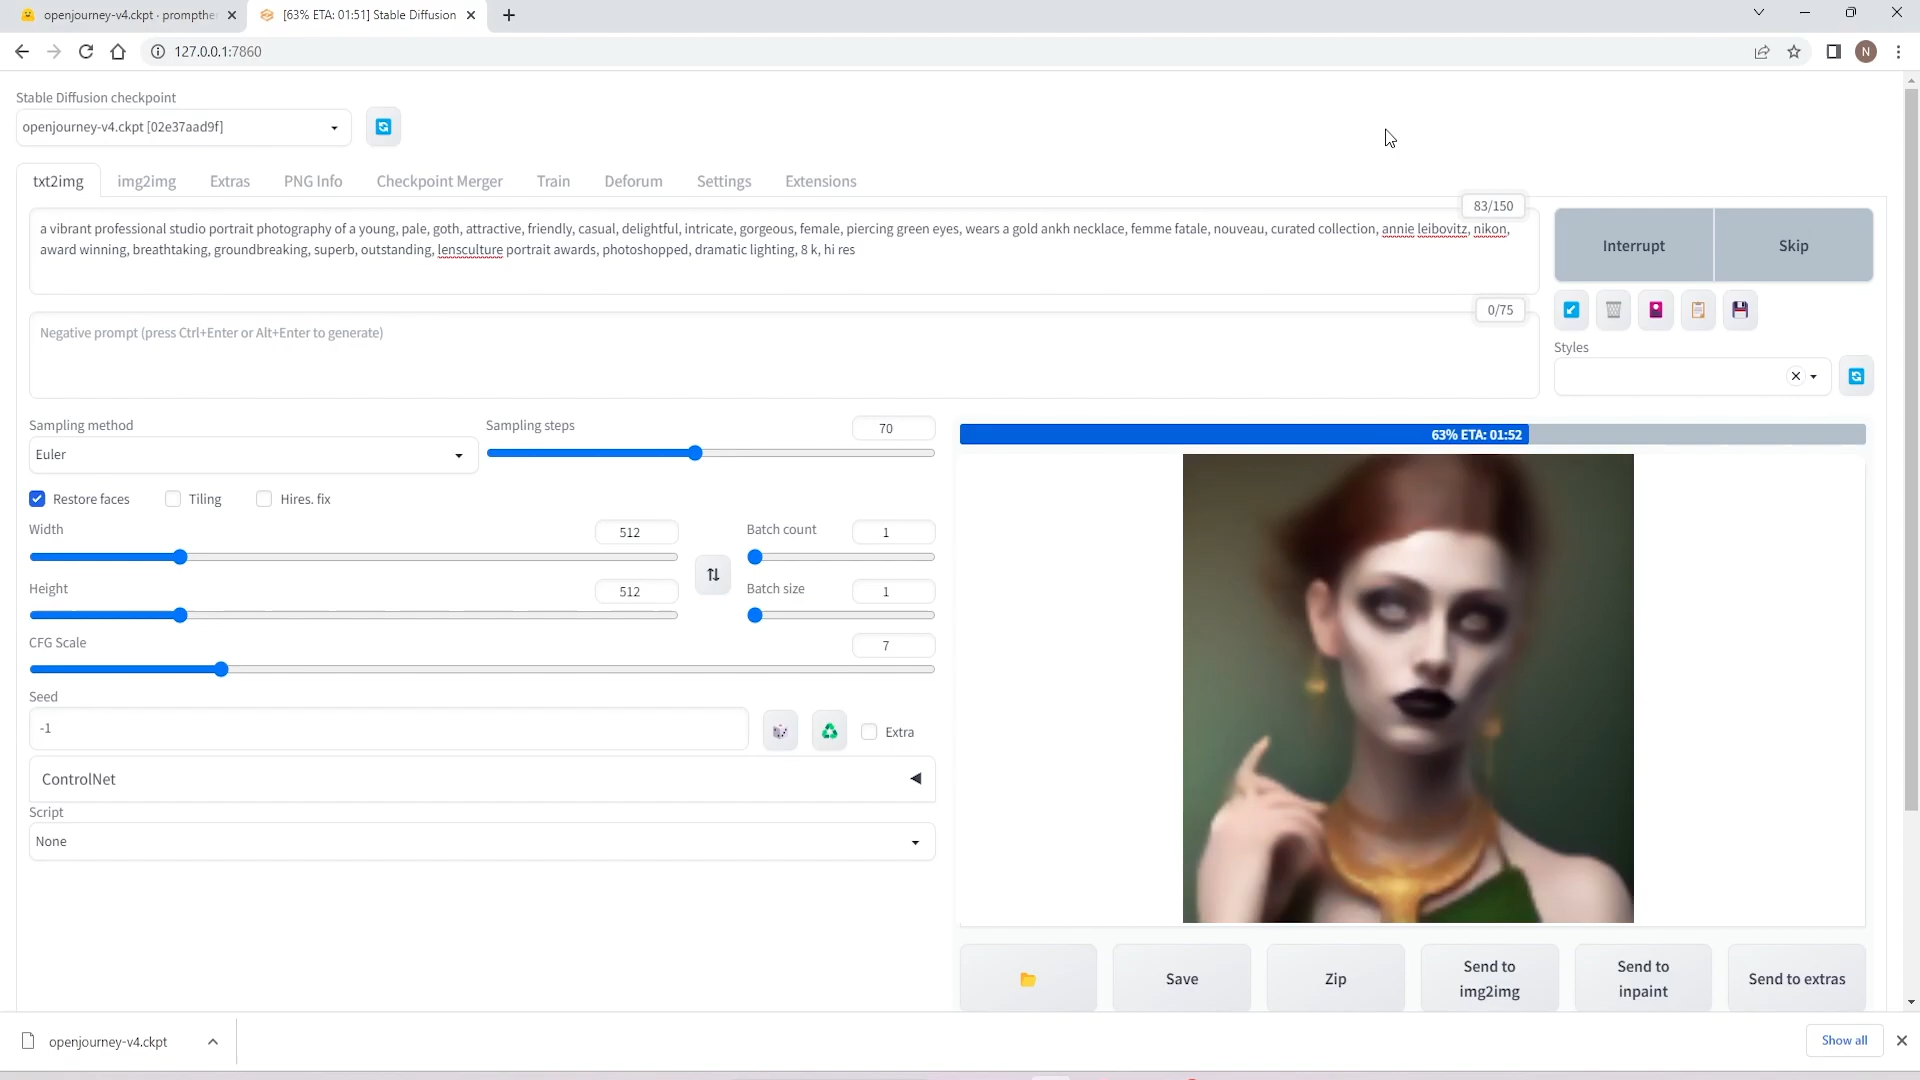 openjourney-v4.ckpt · prompther
[63% ETA: 01:51] Stable Diffusion
127.0.0.1:7860
N
Stable Diffusion checkpoint
openjourney-v4.ckpt [02e37aad9f]
txt2img
img2img
Extras
PNG Info
Checkpoint Merger
Train
Deforum
Settings
Extensions
83/150
a vibrant professional studio portrait photography of a young, pale, goth, attractive, friendly, casual, delightful, intricate, gorgeous, female, piercing green eyes, wears a gold ankh necklace, femme fatale, nouveau, curated collection, annie leibovitz, nikon,
award winning, breathtaking, groundbreaking, superb, outstanding, lensculture portrait awards, photoshopped, dramatic lighting, 8 k, hi res
Interrupt
Skip
0/75
Negative prompt (press Ctrl+Enter or Alt+Enter to generate)
Styles
Sampling method
Euler
Sampling steps
70
63% ETA: 01:52
Restore faces
Tiling
Hires. fix
Width
512
Batch count
1
Height
512
Batch size
1
CFG Scale
7
Seed
-1
Extra
ControlNet
Script
None
Save
Zip
Send to
img2img
Send to
inpaint
Send to extras
openjourney-v4.ckpt
Show all